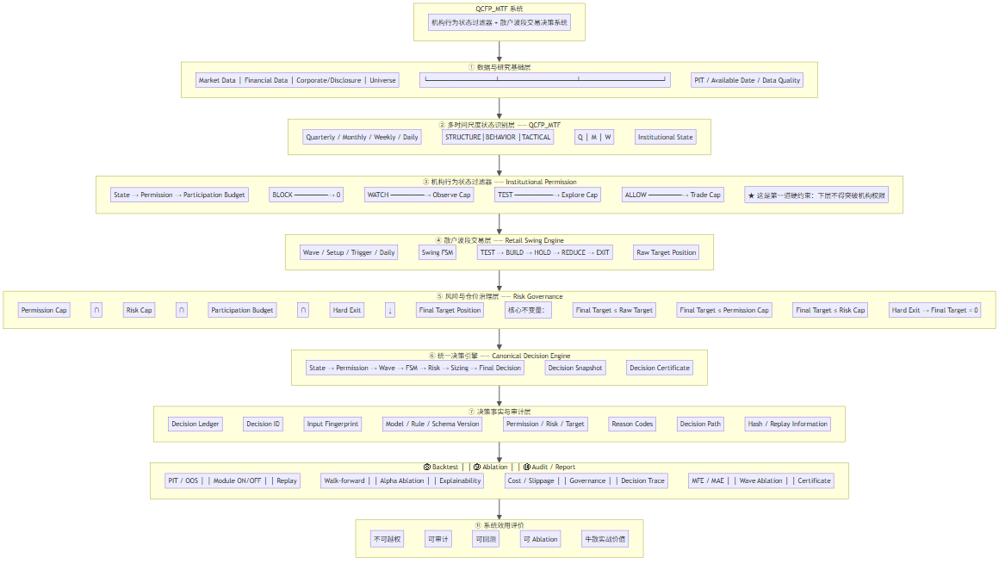 QCFP_MTF 系统
机构行为状态过滤器 + 散户波段交易决策系统
① 数据与研究基础层
Market Data │ Financial Data │ Corporate/Disclosure │ Universe
└──────────────┴───────────────┴────────────────┘
PIT / Available Date / Data Quality
② 多时间尺度状态识别层 —— QCFP_MTF
Quarterly / Monthly / Weekly / Daily
STRUCTURE│BEHAVIOR │TACTICAL
Q │ M │ W
Institutional State
③ 机构行为状态过滤器 —— Institutional Permission
State → Permission → Participation Budget
BLOCK ───────→ 0
WATCH ───────→ Observe Cap
TEST ────────→ Explore Cap
ALLOW ───────→ Trade Cap
★ 这是第一道硬约束：下层不得突破机构权限
④ 散户波段交易层 —— Retail Swing Engine
Wave / Setup / Trigger / Daily
Swing FSM
TEST → BUILD → HOLD → REDUCE → EXIT
Raw Target Position
⑤ 风险与仓位治理层 —— Risk Governance
Permission Cap
∩
Risk Cap
∩
Participation Budget
∩
Hard Exit
↓
Final Target Position
核心不变量：
Final Target ≤ Raw Target
Final Target ≤ Permission Cap
Final Target ≤ Risk Cap
Hard Exit → Final Target = 0
⑥ 统一决策引擎 —— Canonical Decision Engine
State → Permission → Wave → FSM → Risk → Sizing → Final Decision
Decision Snapshot
Decision Certificate
⑦ 决策事实与审计层
Decision Ledger
Decision ID
Input Fingerprint
Model / Rule / Schema Version
Permission / Risk / Target
Reason Codes
Decision Path
Hash / Replay Information
⑧ Backtest │ │ ⑨ Ablation │ │ ⑩ Audit / Report
PIT / OOS │ │ Module ON/OFF │ │ Replay
Walk-forward │ │ Alpha Ablation │ │ Explainability
Cost / Slippage │ │ Governance │ │ Decision Trace
MFE / MAE │ │ Wave Ablation │ │ Certificate
⑪ 系统效用评价
不可越权
可审计
可回测
可 Ablation
牛散实战价值